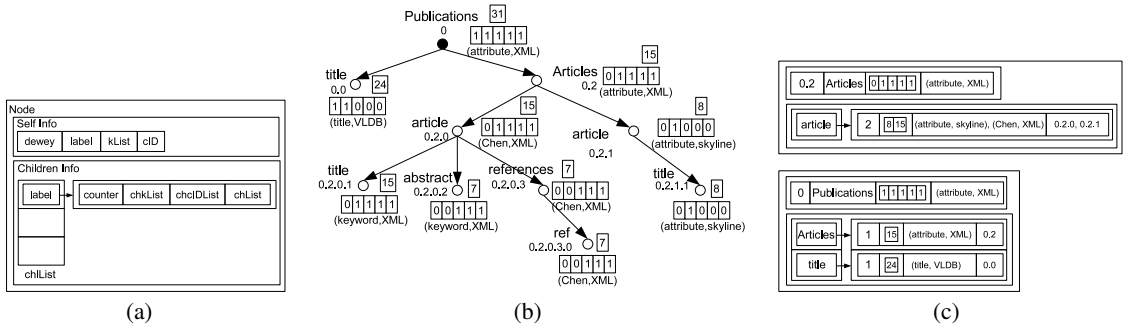 Node
Self Info
dewey label kList cID
Children Info
label counter chkList chcIDList chList
chlList
(a)
Publications 31
0 1 1 1 1 1
(attribute,XML)
title 24
0.0
1 1 0 0 0
(title,VLDB)
15
Articles 0 1 1 1 1
0.2 (attribute,XML)
article 15
0.2.0 0 1 1 1 1
(Chen,XML)
8
article 0 1 0 0 0
0.2.1 (attribute,skyline)
title 15
0.2.0.1
0 1 1 1 1
(keyword,XML)
abstract 7
0.2.0.2
0 0 1 1 1
(keyword,XML)
references 7
0.2.0.3 0 0 1 1 1
(Chen,XML)
title 8
0.2.1.1
0 1 0 0 0
(attribute,skyline)
ref 7
0.2.0.3.0
0 0 1 1 1
(Chen,XML)
(b)
0.2 Articles 0 1 1 1 1 (attribute, XML)
article 2 8 15 (attribute, skyline), (Chen, XML) 0.2.0, 0.2.1
0 Publications 1 1 1 1 1 (attribute, XML)
Articles 1 15 (attribute, XML) 0.2
title 1 24 (title, VLDB) 0.0
(c)